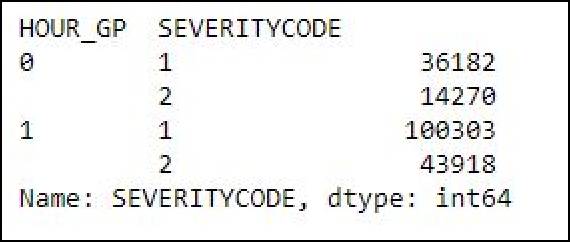 HOUR_GP  SEVERITYCODE
0        1                36182
         2                14270
1        1               100303
         2                43918
Name: SEVERITYCODE, dtype: int64